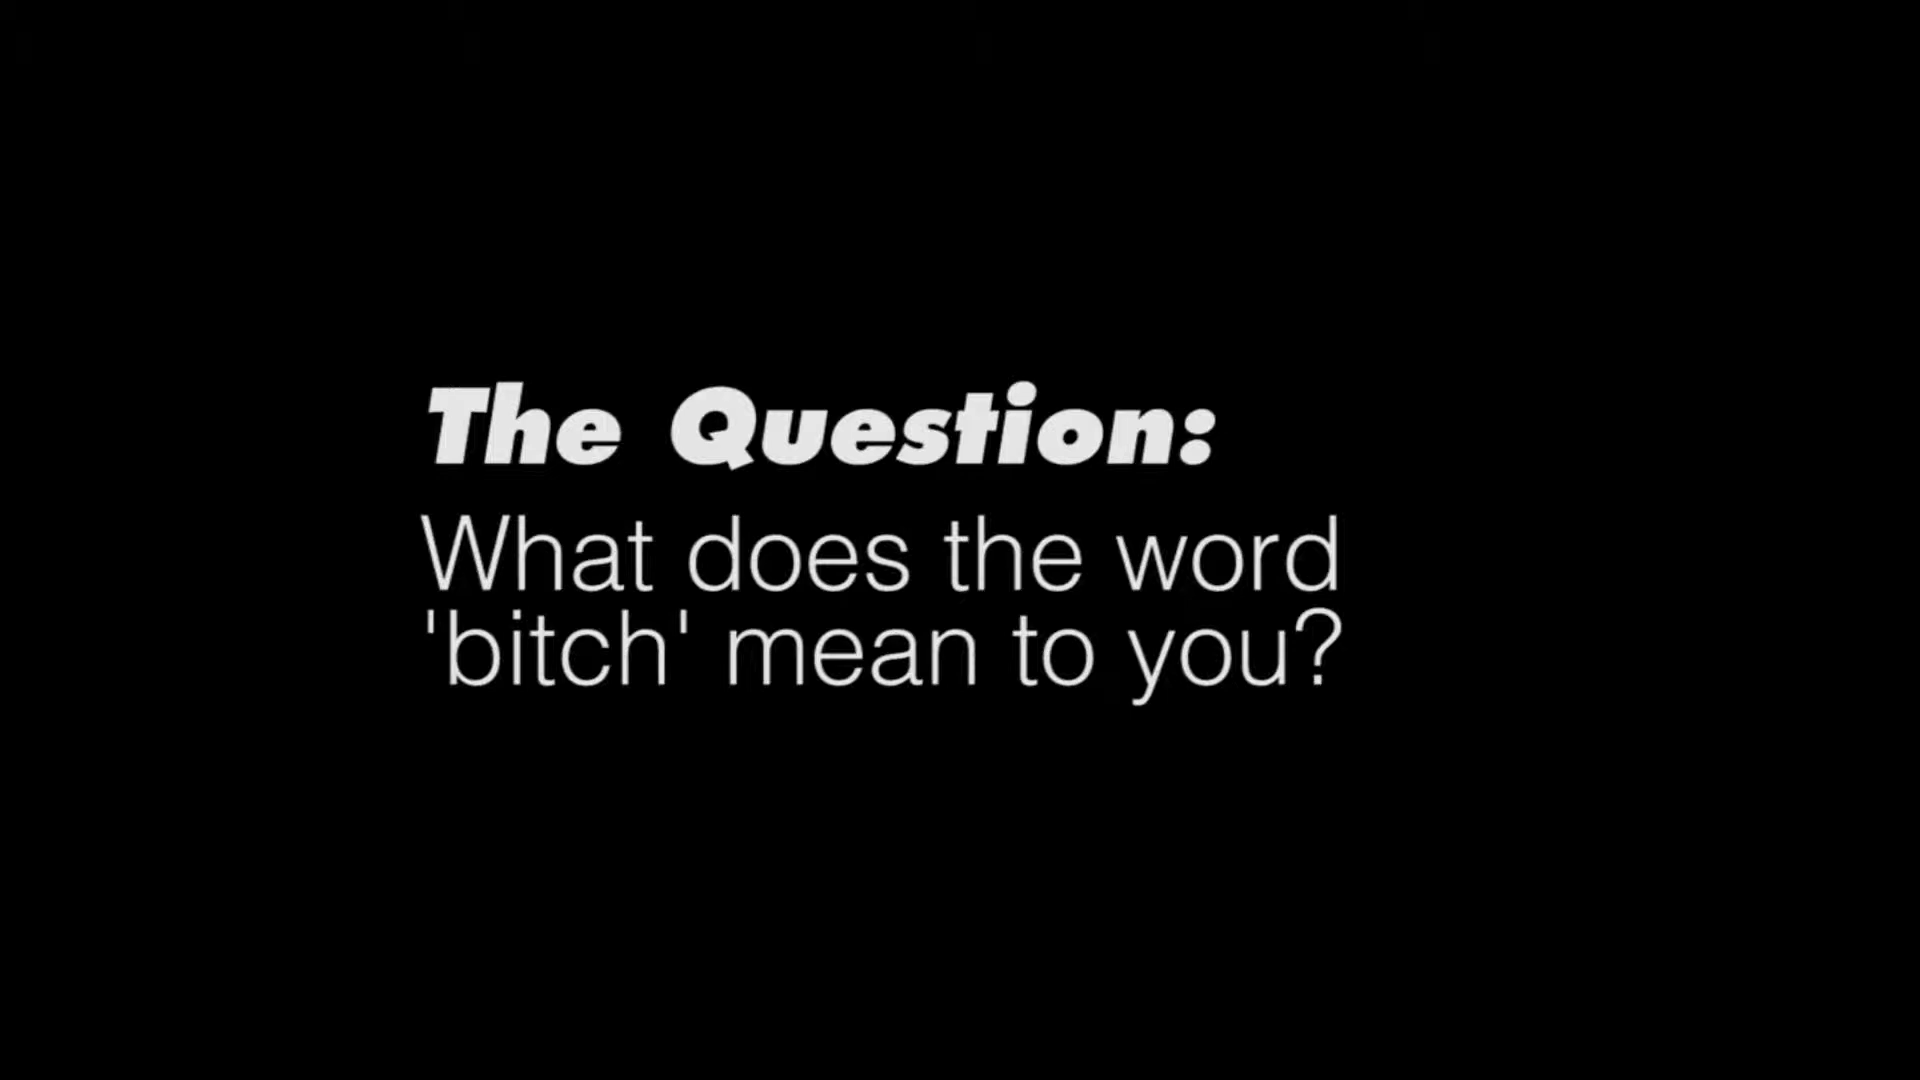 The Question:
What does the word
'bitch' mean to you?